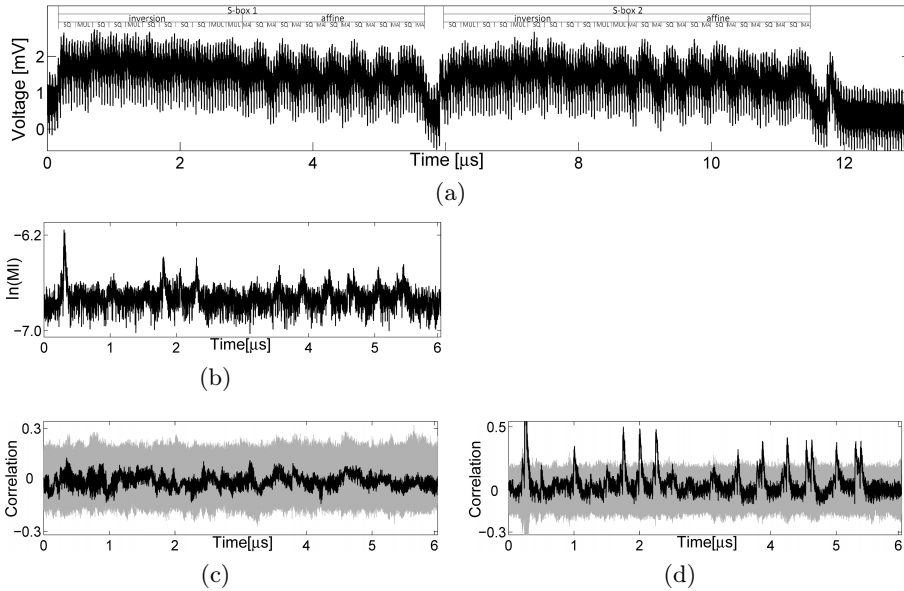 S-box 1 S-box 2
inversion affine inversion affine
Voltage [mV]
2
1
0
0 2 4 Time [μs] 8 10 12
(a)
ln(MI)
−6.2
−7.0
0 1 2 Time[μs] 3 4 5 6
(b)
Correlation
0.3
0
−0.3
0 1 2 Time[μs] 3 4 5 6
(c)
Correlation
0.5
0
−0.3
0 1 2 Time[μs] 3 4 5 6
(d)